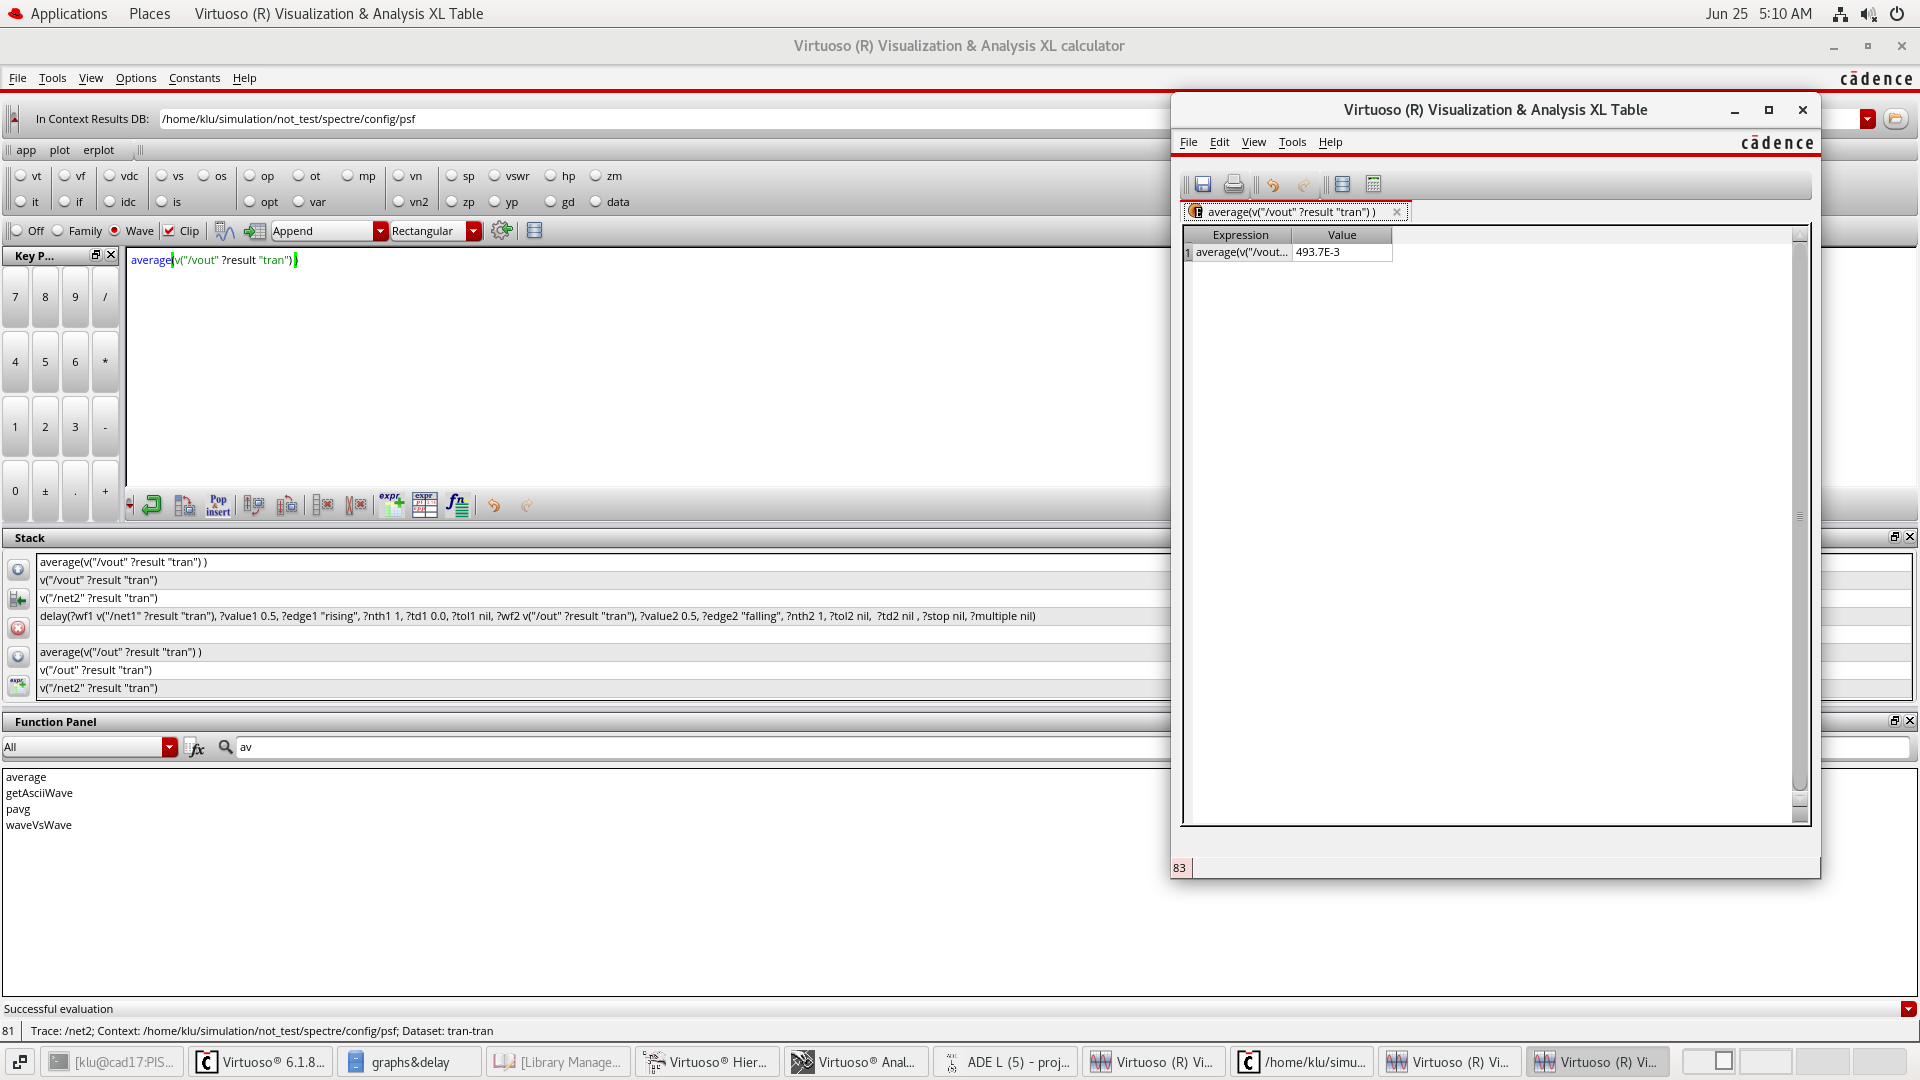 Applications Places Virtuoso (R) Visualization & Analysis XL Table Jun 25 5:10 AM
Virtuoso (R) Visualization & Analysis XL calculator
File Tools View Options Constants Help cādence
In Context Results DB: /home/klu/simulation/not_test/spectre/config/psf
app plot erplot
vt vf vdc vs os op ot mp vn sp vswr hp zm
it if idc is opt var vn2 zp yp gd data
Off Family Wave Clip Append Rectangular
Key P...
7 8 9 /
4 5 6 *
1 2 3 -
0 ± . +
average(v("/vout" ?result "tran") )
Pop & insert expr expr fn
Stack
average(v("/vout" ?result "tran") )
v("/vout" ?result "tran")
v("/net2" ?result "tran")
delay(?wf1 v("/net1" ?result "tran"), ?value1 0.5, ?edge1 "rising", ?nth1 1, ?td1 0.0, ?tol1 nil, ?wf2 v("/out" ?result "tran"), ?value2 0.5, ?edge2 "falling", ?nth2 1, ?tol2 nil,  ?td2 nil , ?stop nil, ?multiple nil)
average(v("/out" ?result "tran") )
v("/out" ?result "tran")
v("/net2" ?result "tran")
expr
Function Panel
All fx av
average
getAsciiWave
pavg
waveVsWave
Successful evaluation
81 Trace: /net2; Context: /home/klu/simulation/not_test/spectre/config/psf; Dataset: tran-tran
Virtuoso (R) Visualization & Analysis XL Table
File Edit View Tools Help cādence
average(v("/vout" ?result "tran") )
Expression Value
1 average(v("/vout... 493.7E-3
83
[klu@cad17:PIS... Virtuoso® 6.1.8... graphs&delay [Library Manage... Virtuoso® Hier... Virtuoso® Anal... ADE L (5) - proj... Virtuoso (R) Vi... /home/klu/simu... Virtuoso (R) Vi... Virtuoso (R) Vi...